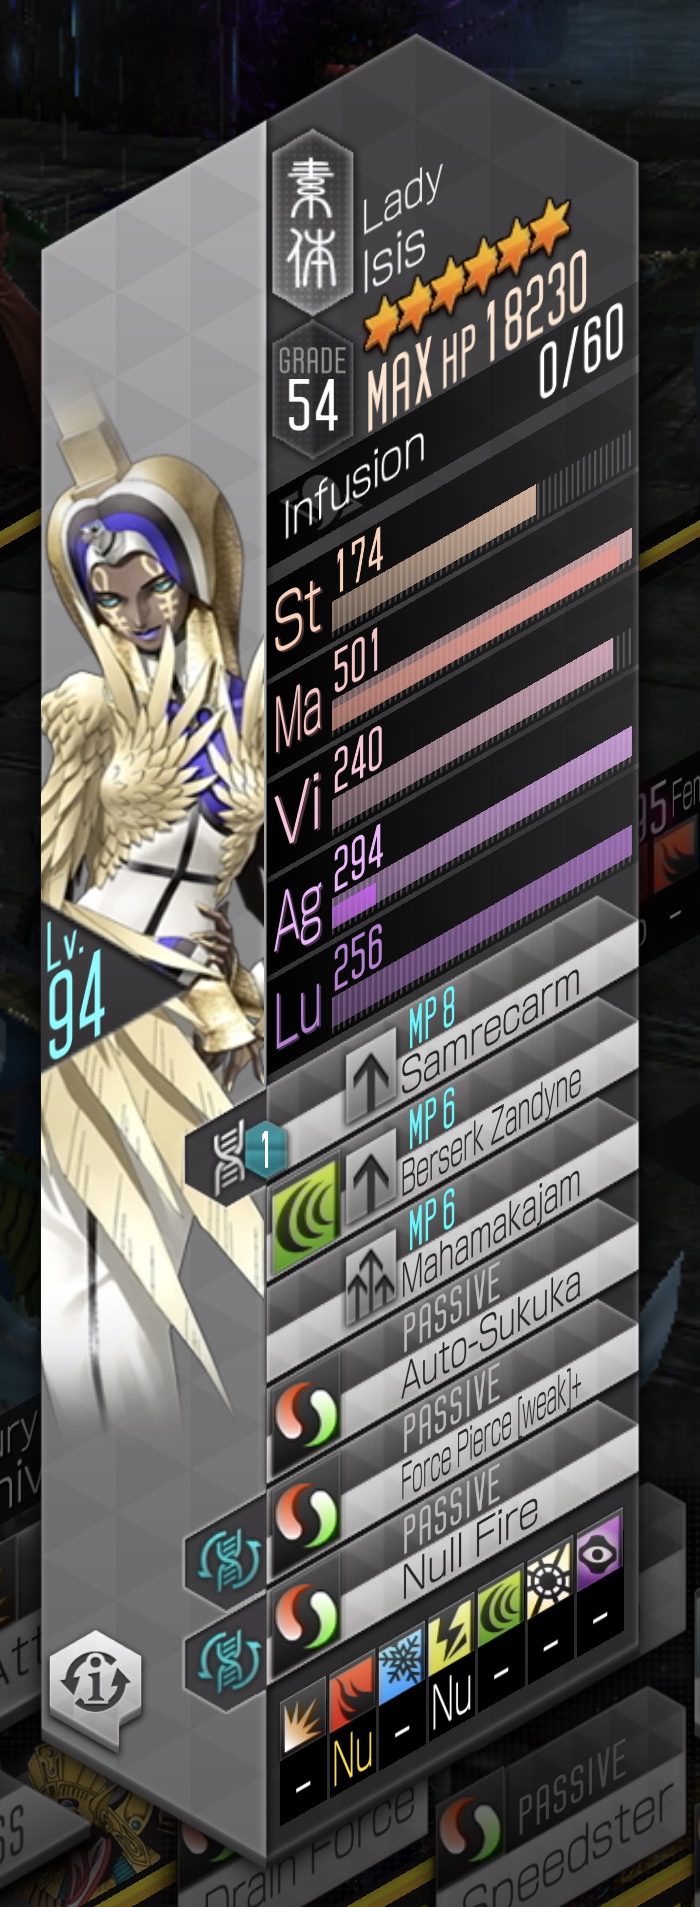 素体
Lady
Isis
GRADE
54
MAX HP 18230
0/60
Infusion
St 174
Ma 501
Vi 240
Ag 294
Lu 256
Lv.
94
MP 8
Samrecarm
1
MP 6
Berserk Zandyne
MP 6
Mahamakajam
PASSIVE
Auto-Sukuka
PASSIVE
Force Pierce [weak]+
PASSIVE
Null Fire
- Nu - Nu - - -
PASSIVE
Speedster
Drain Force